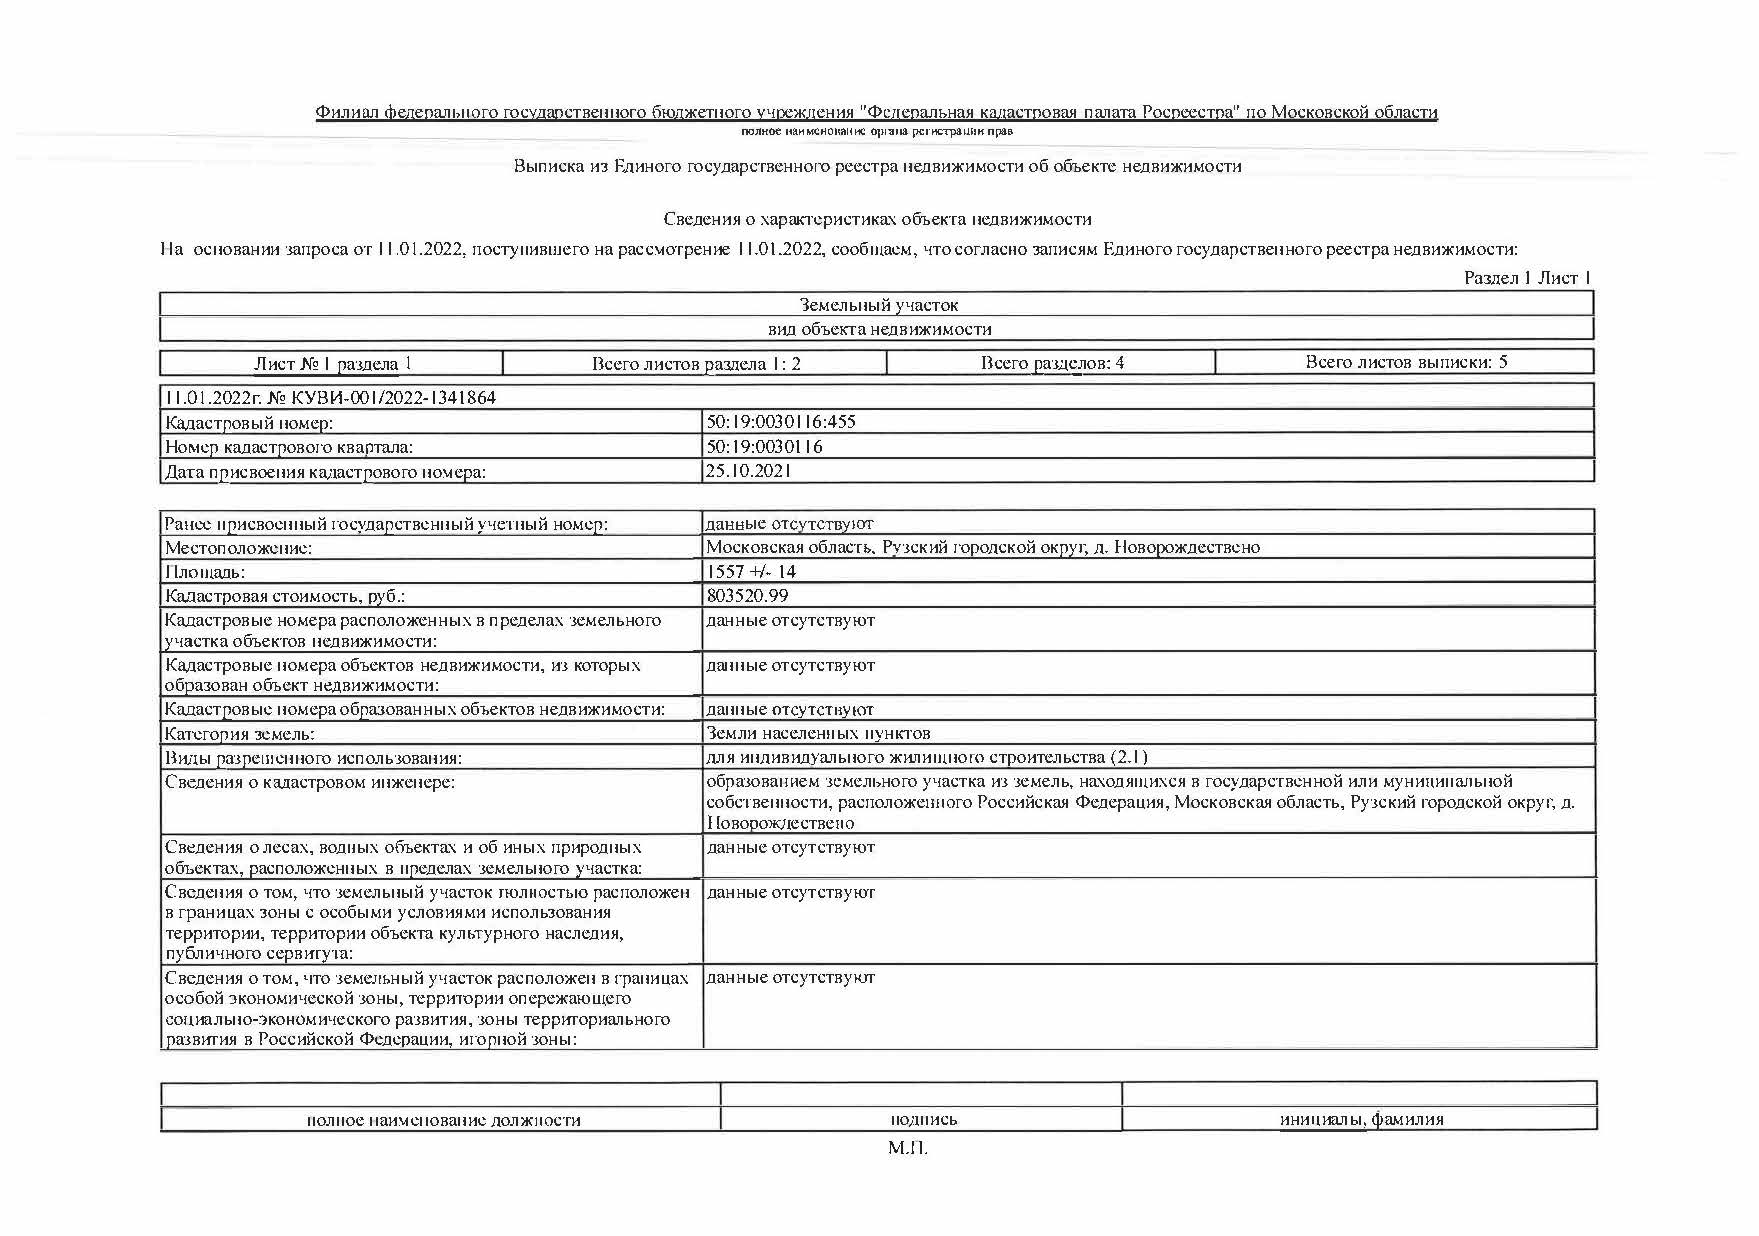 Филиал федерального государственного бюджетного учреждения "Федеральная кадастровая палата Росреестра" по Московской области
полное наименование органа регистрации прав
Выписка из Единого государственного реестра недвижимости об объекте недвижимости
Сведения о характеристиках объекта недвижимости
На основании запроса от 11.01.2022, поступившего на рассмотрение 11.01.2022, сообщаем, что согласно записям Единого государственного реестра недвижимости:
Раздел 1 Лист 1
Земельный участок
вид объекта недвижимости
Лист № 1 раздела 1 Всего листов раздела 1: 2 Всего разделов: 4 Всего листов выписки: 5
11.01.2022г. № КУВИ-001/2022-1341864
Кадастровый номер: 50:19:0030116:455
Номер кадастрового квартала: 50:19:0030116
Дата присвоения кадастрового номера: 25.10.2021
Ранее присвоенный государственный учетный номер: данные отсутствуют
Местоположение: Московская область, Рузский городской округ, д. Новорождествено
Площадь: 1557 +/- 14
Кадастровая стоимость, руб.: 803520.99
Кадастровые номера расположенных в пределах земельного данные отсутствуют
участка объектов недвижимости:
Кадастровые номера объектов недвижимости, из которых данные отсутствуют
образован объект недвижимости:
Кадастровые номера образованных объектов недвижимости: данные отсутствуют
Категория земель: Земли населенных пунктов
Виды разрешенного использования: для индивидуального жилищного строительства (2.1)
Сведения о кадастровом инженере: образованием земельного участка из земель, находящихся в государственной или муниципальной
собственности, расположенного Российская Федерация, Московская область, Рузский городской округ, д.
Новорождествено
Сведения о лесах, водных объектах и об иных природных данные отсутствуют
объектах, расположенных в пределах земельного участка:
Сведения о том, что земельный участок полностью расположен данные отсутствуют
в границах зоны с особыми условиями использования
территории, территории объекта культурного наследия,
публичного сервитута:
Сведения о том, что земельный участок расположен в границах данные отсутствуют
особой экономической зоны, территории опережающего
социально-экономического развития, зоны территориального
развития в Российской Федерации, игорной зоны:
полное наименование должности подпись инициалы, фамилия
М.П.